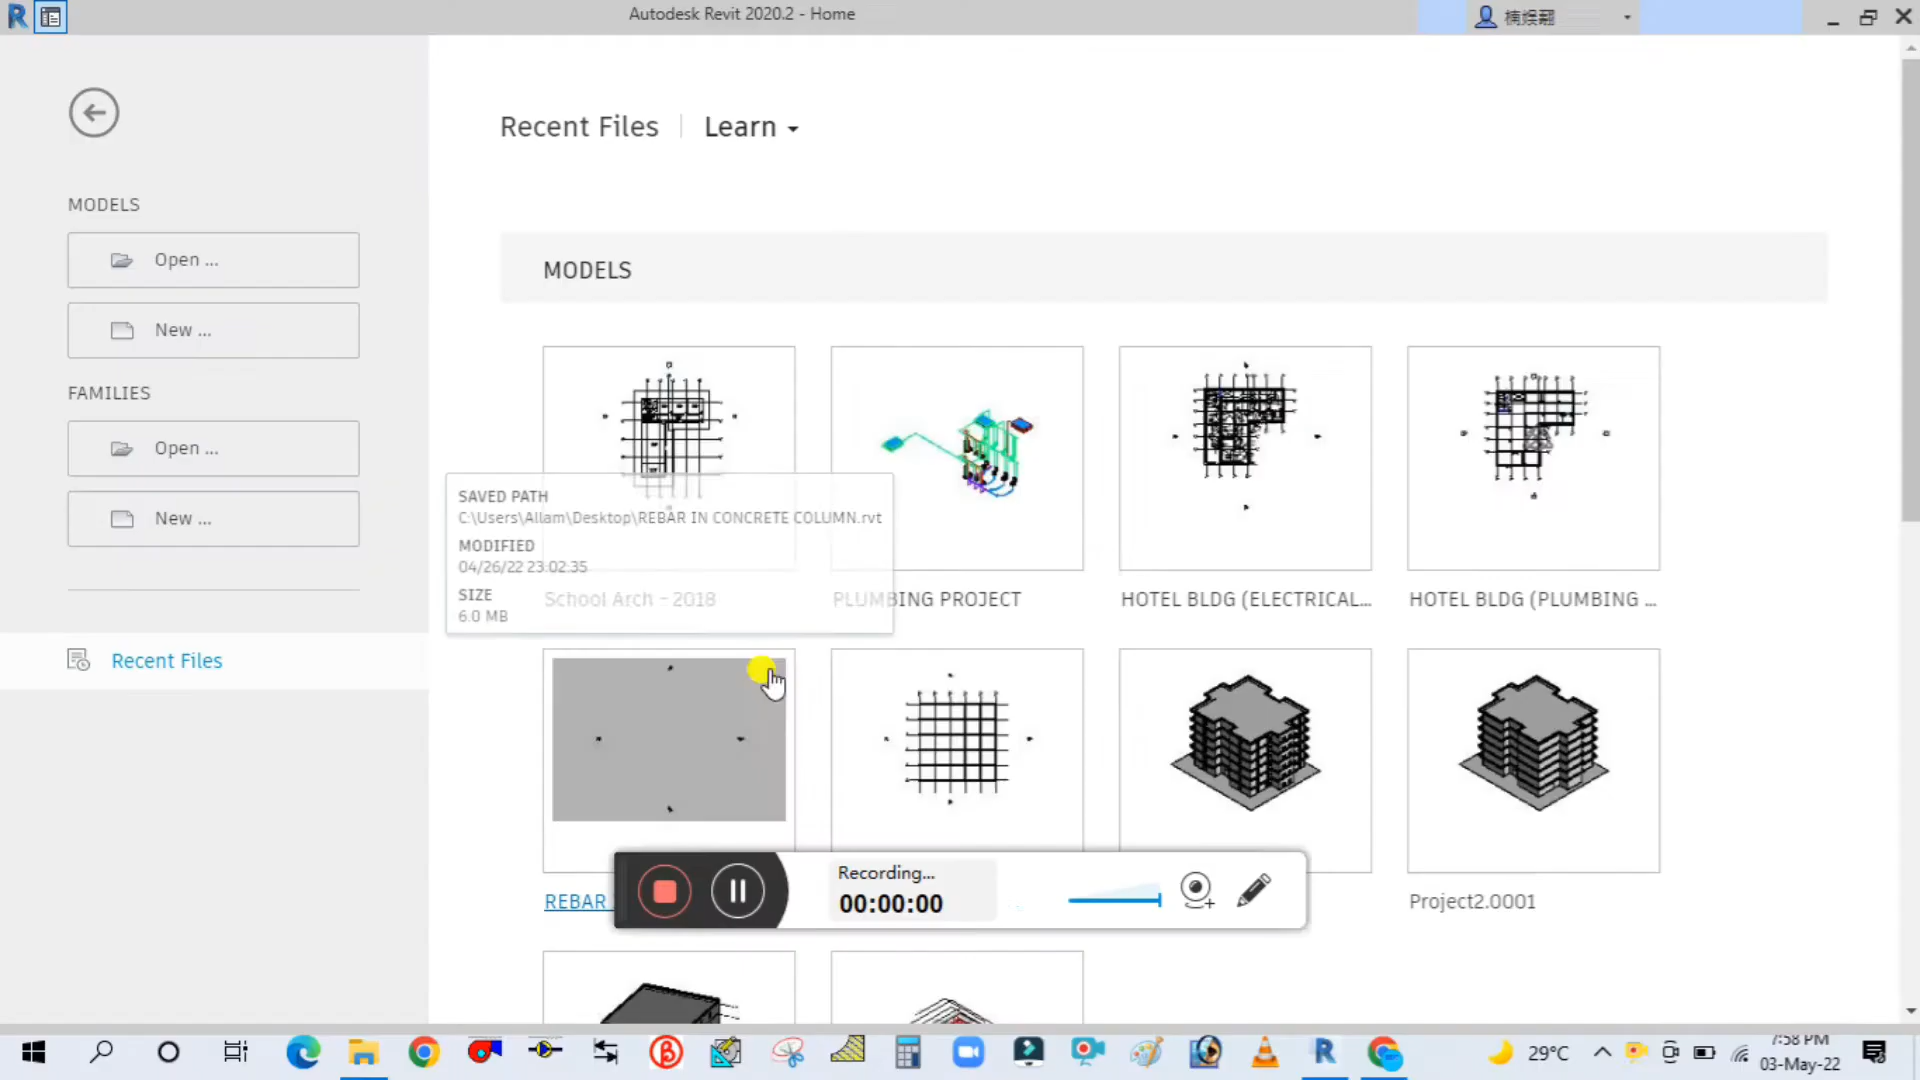 Autodesk Revit 2020.2 - Home
Recent Files
Learn
MODELS
Open ...
New ...
FAMILIES
Open ...
New ...
Recent Files
MODELS
SAVED PATH
C:\Users\Allam\Desktop\REBAR IN CONCRETE COLUMN.rvt
MODIFIED
04/26/22 23:02:35
SIZE
6.0 MB
School Arch - 2018
PLUMBING PROJECT
HOTEL BLDG (ELECTRICAL...
HOTEL BLDG (PLUMBING ...
REBAR
Project2.0001
Recording...
00:00:00
29°C
7:58 PM
03-May-22